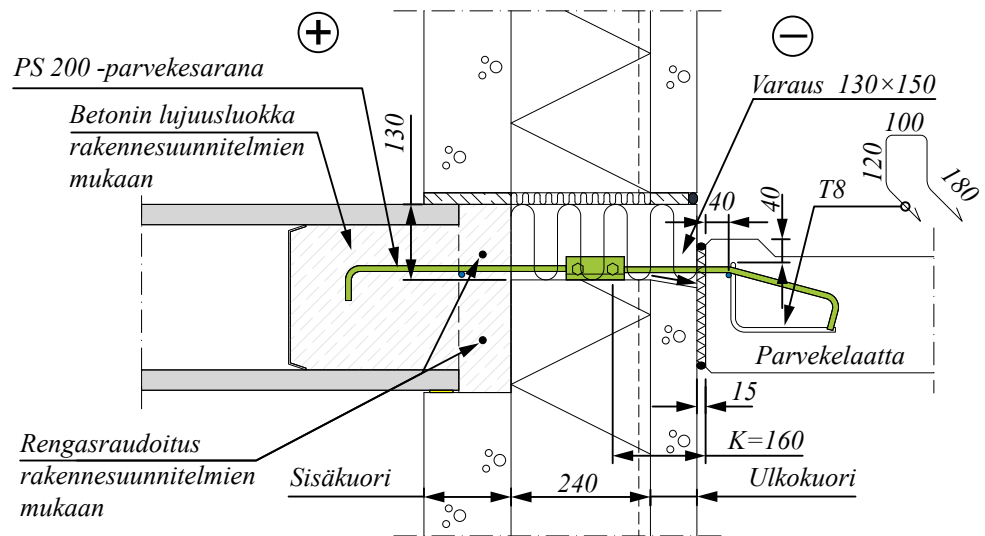 +
−
PS 200 -parvekesarana
Betonin lujuusluokka
rakennesuunnitelmien
mukaan
130
Varaus 130×150
100
120
180
T8
40
40
Parvekelaatta
15
K=160
Rengasraudoitus
rakennesuunnitelmien
mukaan
Sisäkuori
240
Ulkokuori